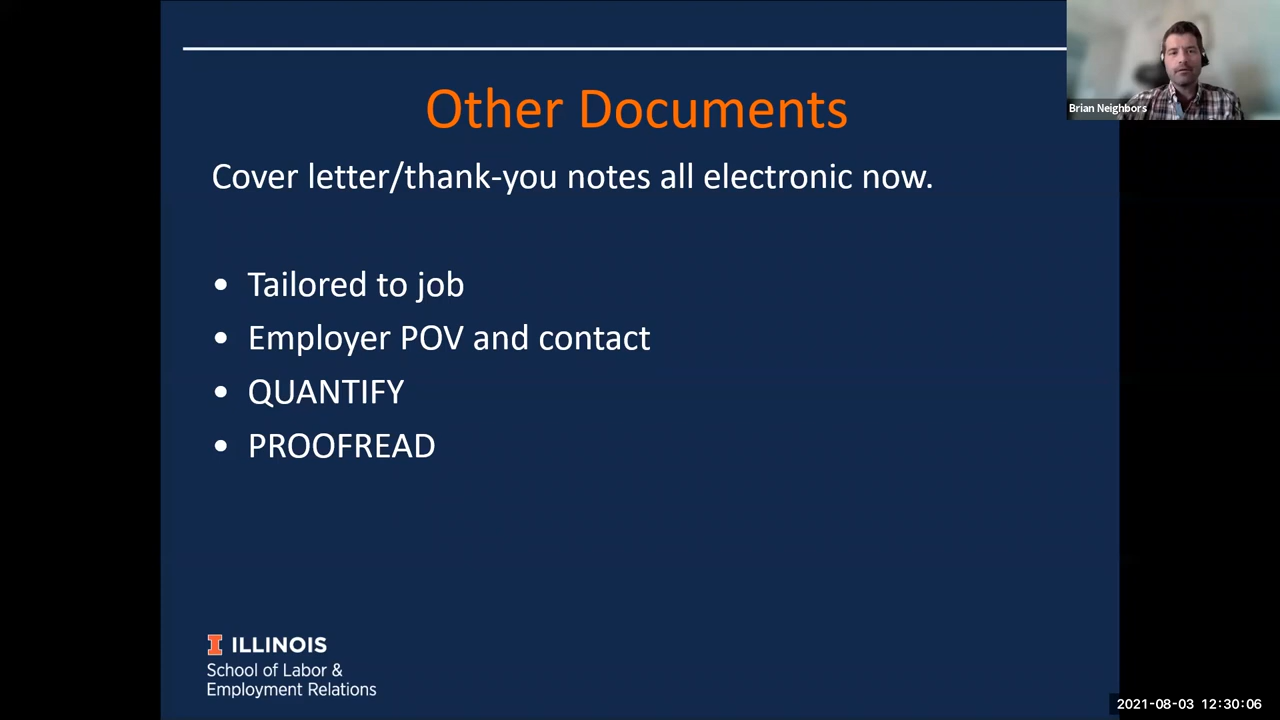 Other Documents
Brian Neighbors
Cover letter/thank-you notes all electronic now.
• Tailored to job
• Employer POV and contact
• QUANTIFY
• PROOFREAD
I ILLINOIS
School of Labor &
Employment Relations
2021-08-03 12:30:06